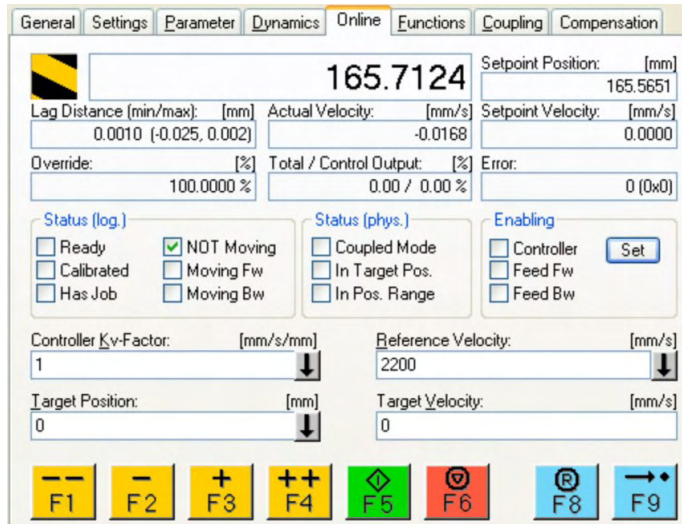 General Settings Parameter Dynamics Online Functions Coupling Compensation
165.7124
Setpoint Position: [mm]
165.5651
Lag Distance (min/max): [mm] Actual Velocity: [mm/s] Setpoint Velocity: [mm/s]
0.0010 (-0.025, 0.002) -0.0168 0.0000
Override: [%] Total / Control Output: [%] Error:
100.0000 % 0.00 / 0.00 % 0 (0x0)
Status (log.) Status (phys.) Enabling
Ready NOT Moving Coupled Mode Controller Set
Calibrated Moving Fw In Target Pos. Feed Fw
Has Job Moving Bw In Pos. Range Feed Bw
Controller Kv-Factor: [mm/s/mm] Reference Velocity: [mm/s]
1 2200
Target Position: [mm] Target Velocity: [mm/s]
0 0
-- - + ++ R
F1 F2 F3 F4 F5 F6 F8 F9